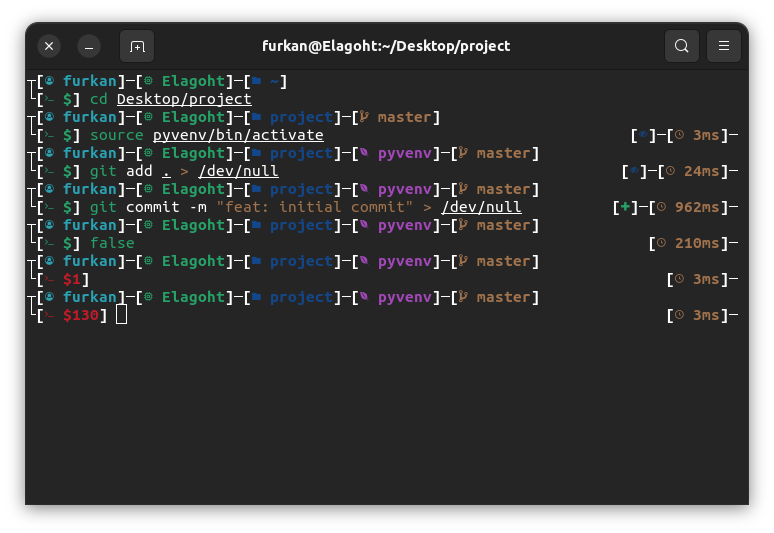 furkan@Elagoht:~/Desktop/project
┬[ furkan]─[ Elagoht]─[ ~]
└[ $] cd Desktop/project
┬[ furkan]─[ Elagoht]─[ project]─[ master]
└[ $] source pyvenv/bin/activate []─[ 3ms]─
┬[ furkan]─[ Elagoht]─[ project]─[ pyvenv]─[ master]
└[ $] git add . > /dev/null []─[ 24ms]─
┬[ furkan]─[ Elagoht]─[ project]─[ pyvenv]─[ master]
└[ $] git commit -m "feat: initial commit" > /dev/null [+]─[ 962ms]─
┬[ furkan]─[ Elagoht]─[ project]─[ pyvenv]─[ master]
└[ $] false [ 210ms]─
┬[ furkan]─[ Elagoht]─[ project]─[ pyvenv]─[ master]
└[ $1] [ 3ms]─
┬[ furkan]─[ Elagoht]─[ project]─[ pyvenv]─[ master]
└[ $130] [ 3ms]─